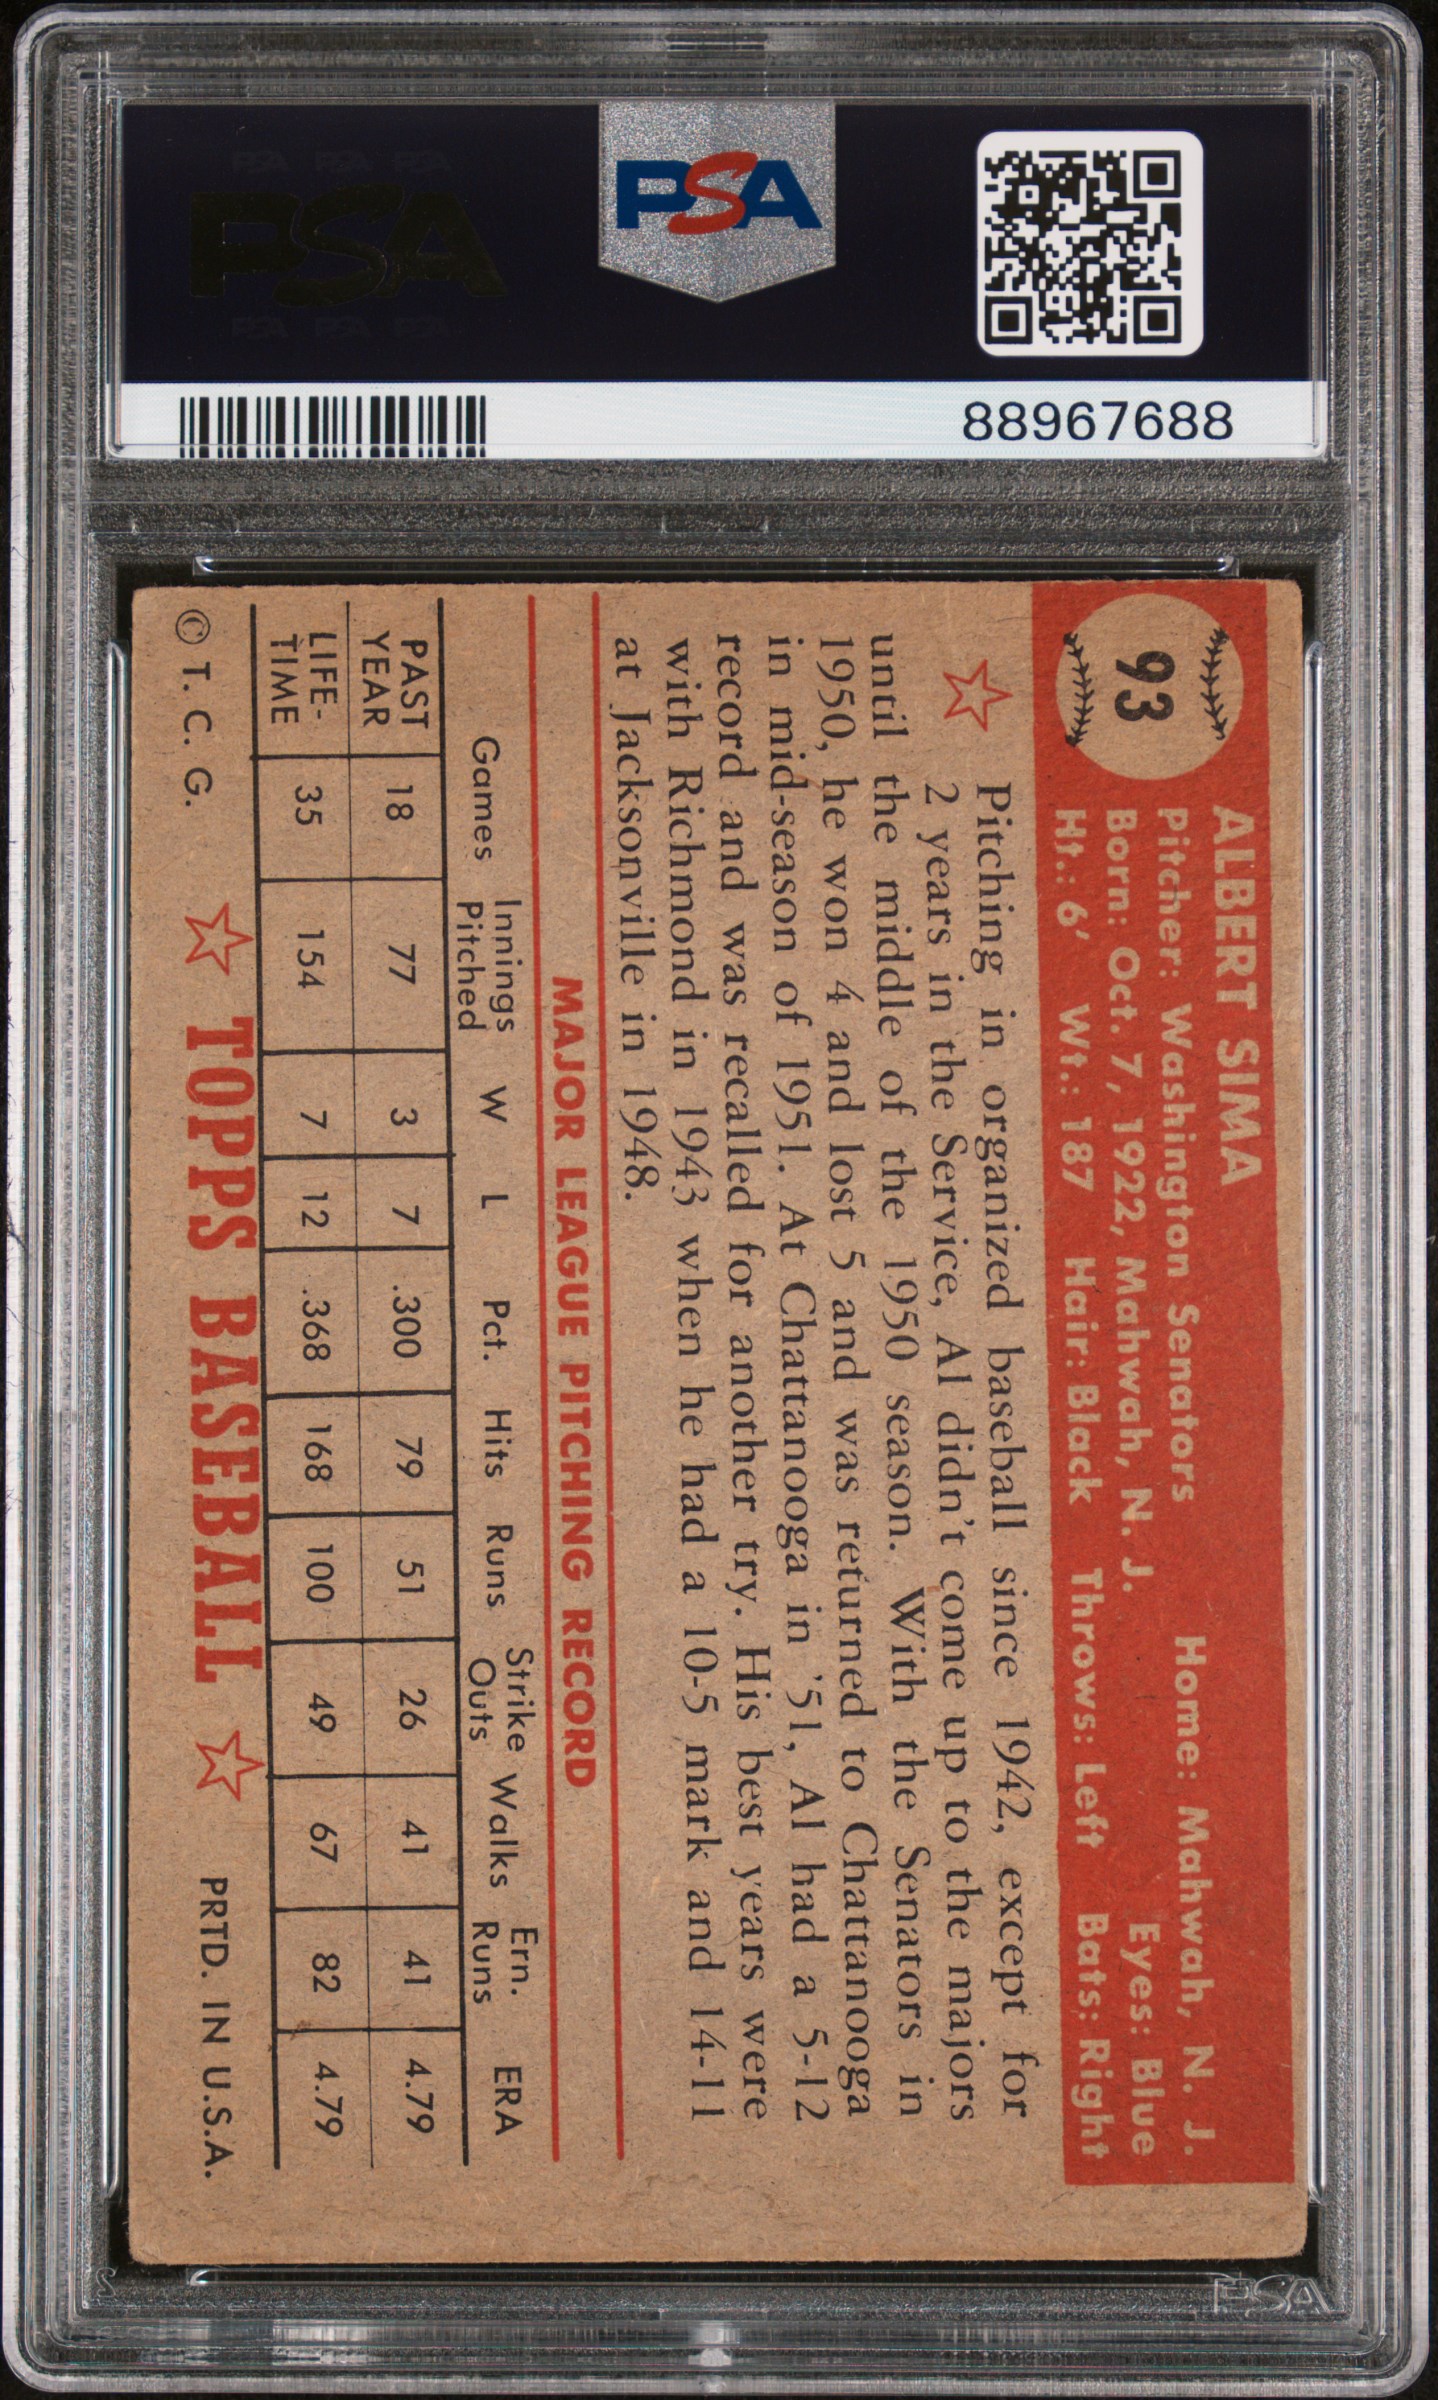 PSA
88967688
93
ALBERT SIMA
Pitcher: Washington Senators Home: Mahwah, N. J.
Born: Oct. 7, 1922, Mahwah, N. J. Eyes: Blue
Ht.: 6' Wt.: 187 Hair: Black Throws: Left Bats: Right
Pitching in organized baseball since 1942, except for
2 years in the Service, Al didn't come up to the majors
until the middle of the 1950 season. With the Senators in
1950, he won 4 and lost 5 and was returned to Chattanooga
in mid-season of 1951. At Chattanooga in '51, Al had a 5-12
record and was recalled for another try. His best years were
with Richmond in 1943 when he had a 10-5 mark and 14-11
at Jacksonville in 1948.
MAJOR LEAGUE PITCHING RECORD
Games Innings Pitched W L Pct. Hits Runs Strike Outs Walks Ern. Runs ERA
PAST YEAR 18 77 3 7 .300 79 51 26 41 41 4.79
LIFE-TIME 35 154 7 12 .368 168 100 49 67 82 4.79
© T. C. G. TOPPS BASEBALL PRTD. IN U.S.A.
PSA
PSA